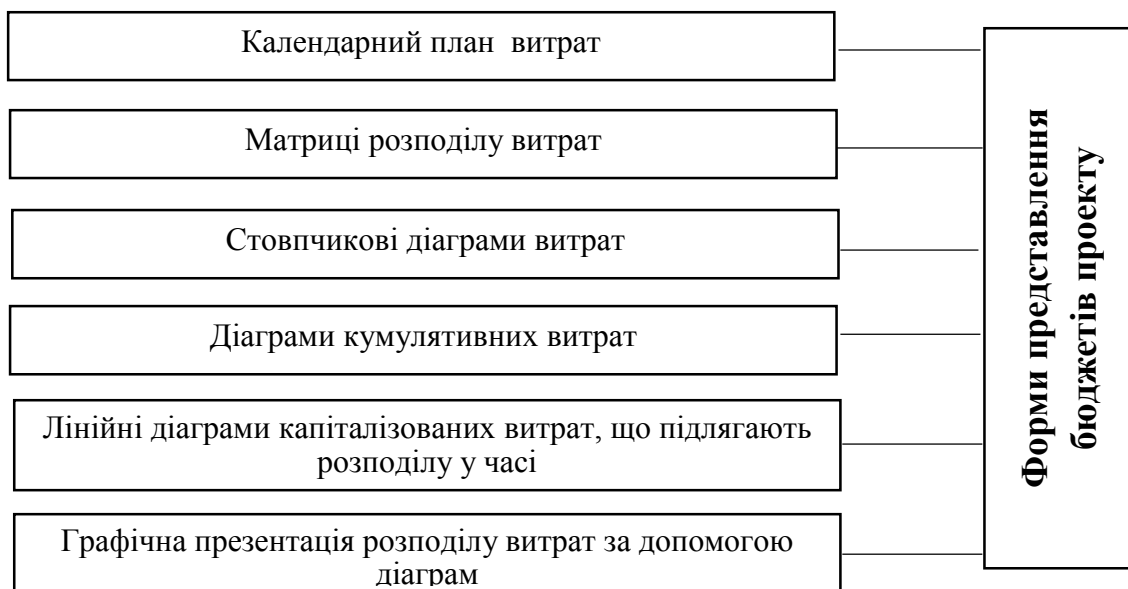 Календарний план витрат
Матриці розподілу витрат
Стовпчикові діаграми витрат
Діаграми кумулятивних витрат
Лінійні діаграми капіталізованих витрат, що підлягають
розподілу у часі
Графічна презентація розподілу витрат за допомогою
діаграм
Форми представлення
бюджетів проекту